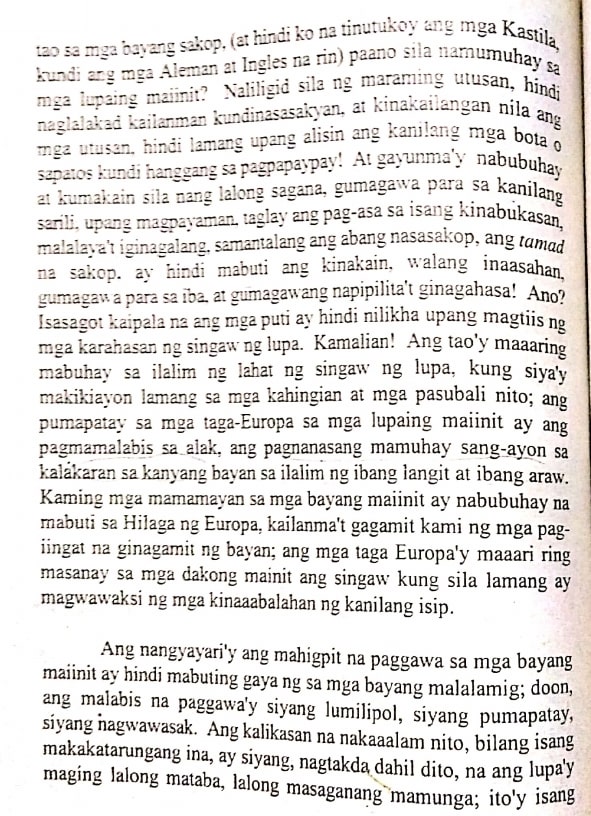 tao sa mga bayang sakop, (at hindi ko na tinutukoy ang mga Kastila,
kundi ang mga Aleman at Ingles na rin) paano sila namumuhay sa
mga lupaing maiinit? Naliligid sila ng maraming utusan, hindi
naglalakad kailanman kundinasasakyan, at kinakailangan nila ang
mga utusan, hindi lamang upang alisin ang kanilang mga bota o
sapatos kundi hanggang sa pagpapaypay! At gayunma'y nabubuhay
at kumakain sila nang lalong sagana, gumagawa para sa kanilang
sarili, upang magpayaman, taglay ang pag-asa sa isang kinabukasan,
malalaya't iginagalang, samantalang ang abang nasasakop, ang tamad
na sakop, ay hindi mabuti ang kinakain, walang inaasahan,
gumagawa para sa iba, at gumagawang napipilita't ginagahasa! Ano?
Isasagot kaipala na ang mga puti ay hindi nilikha upang magtiis ng
mga karahasan ng singaw ng lupa. Kamalian! Ang tao'y maaaring
mabuhay sa ilalim ng lahat ng singaw ng lupa, kung siya'y
makikiayon lamang sa mga kahingian at mga pasubali nito; ang
pumapatay sa mga taga-Europa sa mga lupaing maiinit ay ang
pagmamalabis sa alak, ang pagnanasang mamuhay sang-ayon sa
kalákaran sa kanyang bayan sa ilalim ng ibang langit at ibang araw.
Kaming mga mamamayan sa mga bayang maiinit ay nabubuhay na
mabuti sa Hilaga ng Europa, kailanma't gagamit kami ng mga pag-
iingat na ginagamit ng bayan; ang mga taga Europa'y maaari ring
masanay sa mga dakong mainit ang singaw kung sila lamang ay
magwawaksi ng mga kinaaabalahan ng kanilang isip.

Ang nangyayari'y ang mahigpit na paggawa sa mga bayang
maiinit ay hindi mabuting gaya ng sa mga bayang malalamig; doon,
ang malabis na paggawa'y siyang lumilipol, siyang pumapatay,
siyang nagwawasak. Ang kalikasan na nakaaalam nito, bilang isang
makakatarungang ina, ay siyang, nagtakda dahil dito, na ang lupa'y
maging lalong mataba, lalong masaganang mamunga; ito'y isang